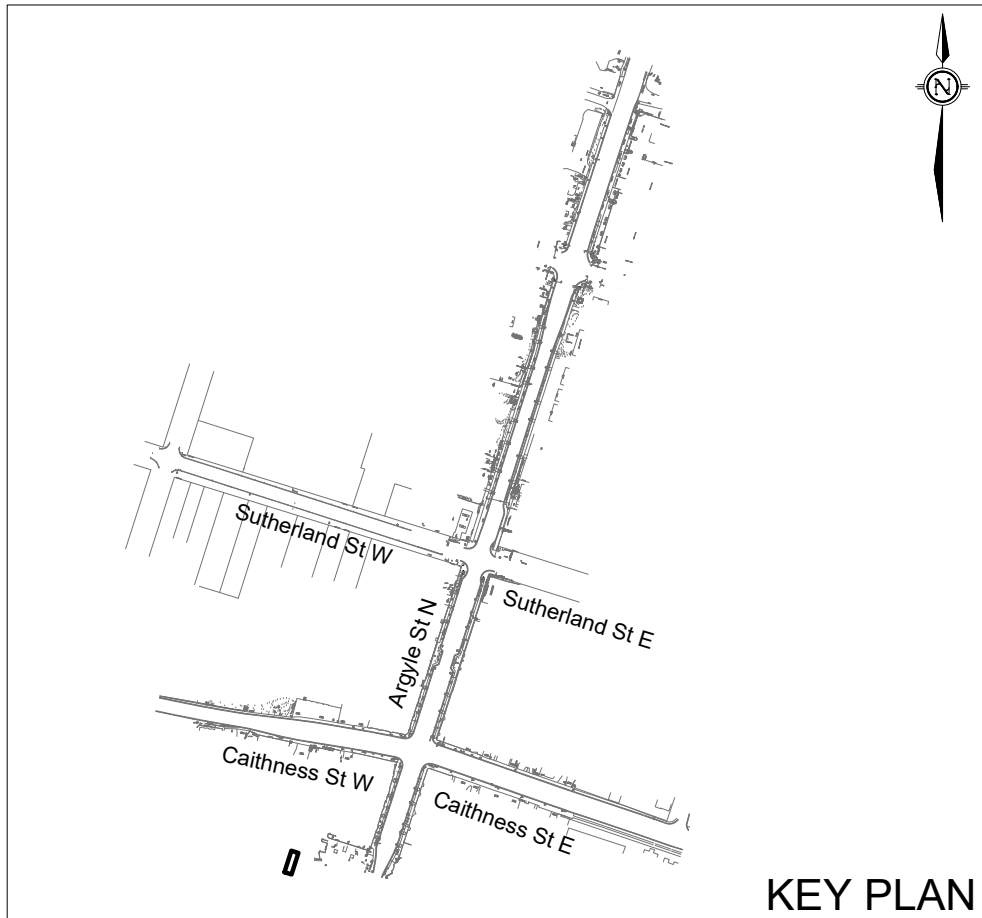 N
Sutherland St W
Sutherland St E
Argyle St N
Caithness St W
Caithness St E
KEY PLAN